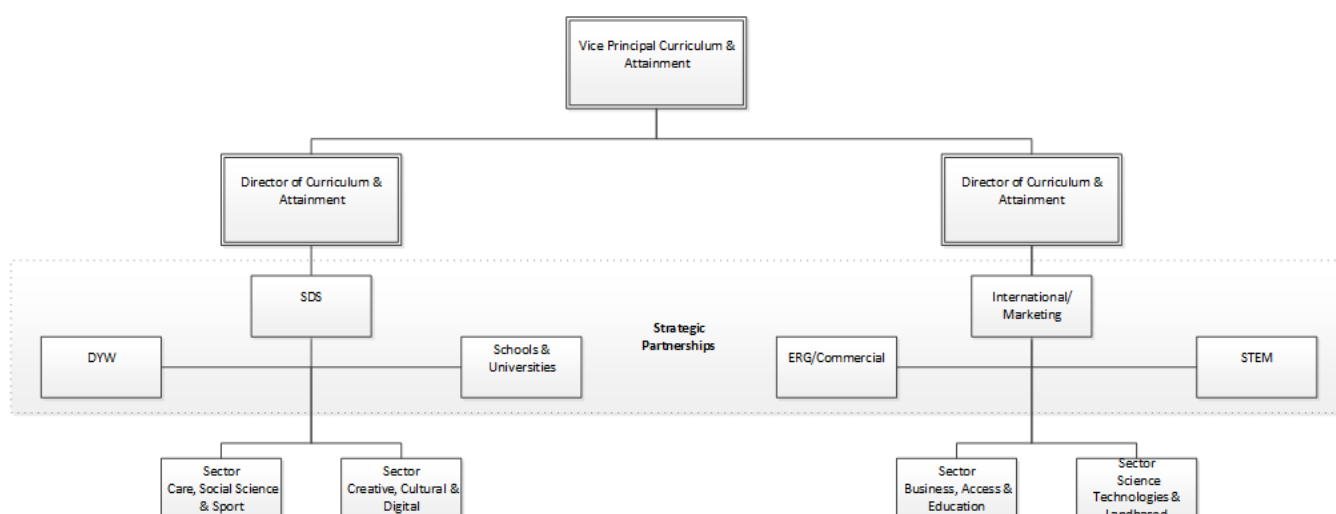 Vice Principal Curriculum &
Attainment
Director of Curriculum &
Attainment
Director of Curriculum &
Attainment
SDS
International/
Marketing
Strategic
Partnerships
DYW
Schools &
Universities
ERG/Commercial
STEM
Sector
Care, Social Science
& Sport
Sector
Creative, Cultural &
Digital
Sector
Business, Access &
Education
Sector
Science
Technologies &
Landbased